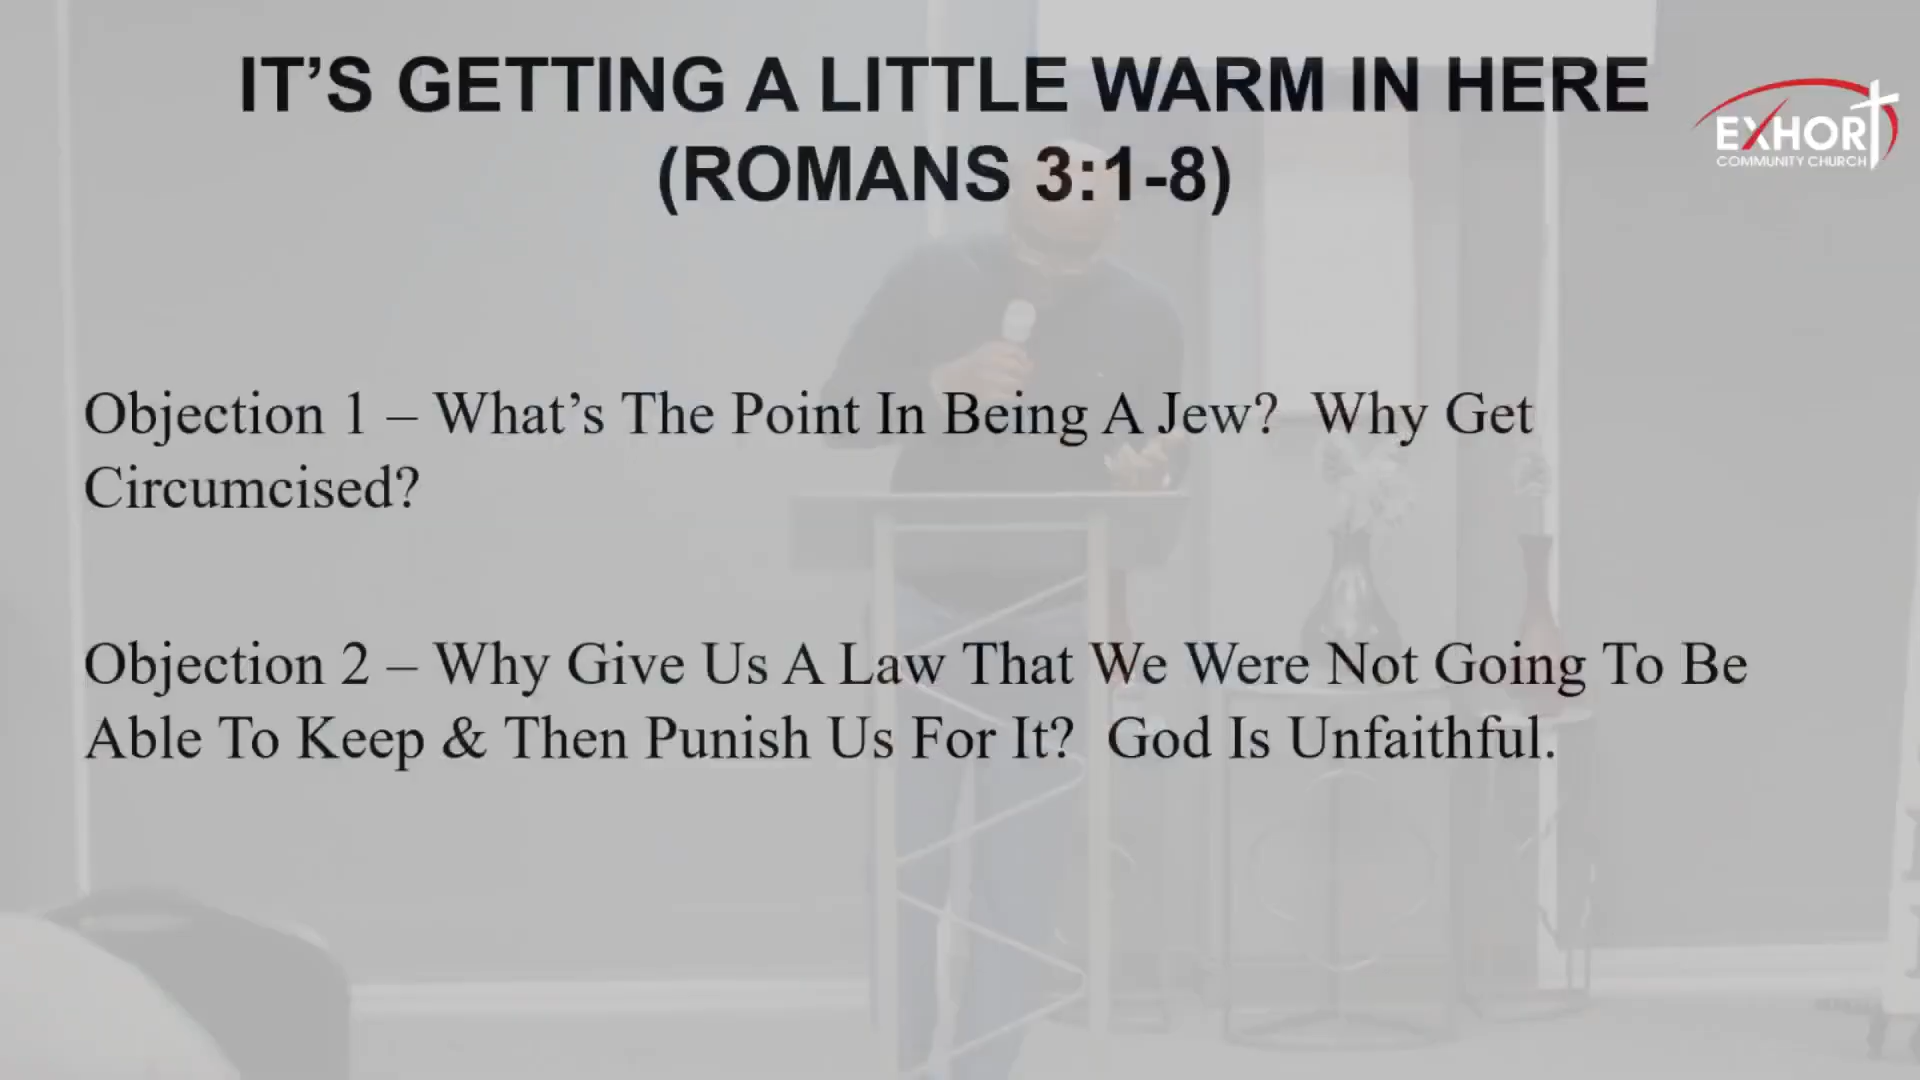 IT’S GETTING A LITTLE WARM IN HERE
(ROMANS 3:1-8)
EXHORT
COMMUNITY CHURCH
Objection 1 – What’s The Point In Being A Jew?  Why Get
Circumcised?
Objection 2 – Why Give Us A Law That We Were Not Going To Be
Able To Keep & Then Punish Us For It?  God Is Unfaithful.